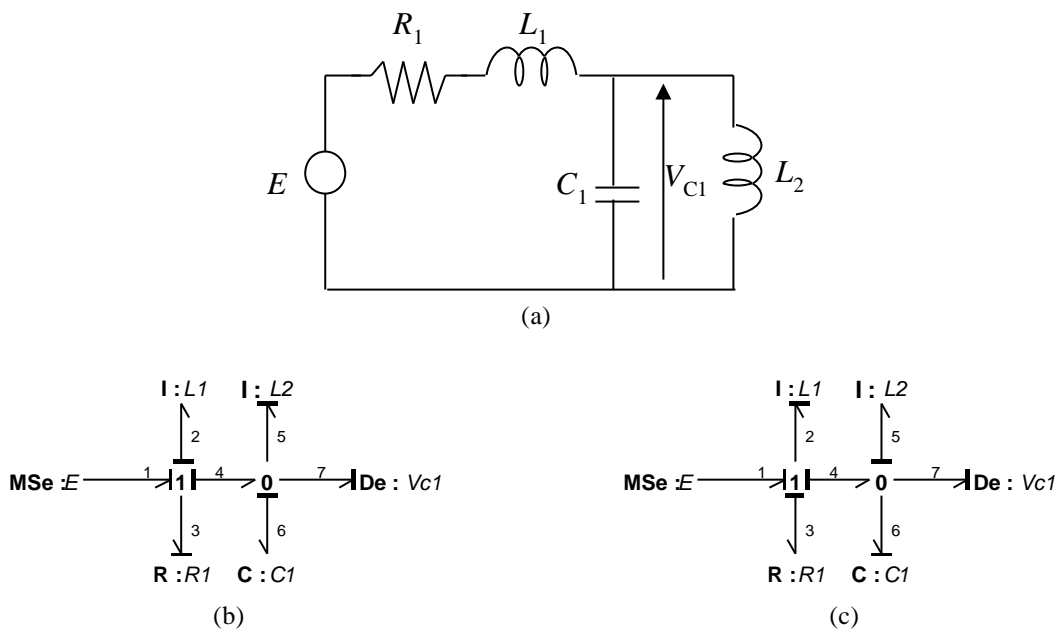 R1 L1
E C1 VC1 L2
(a)
I : L1 I : L2 I : L1 I : L2
2 5 2 5
MSe :E 1 1 4 0 7 De : Vc1 MSe :E 1 1 4 0 7 De : Vc1
3 6 3 6
R : R1 C : C1 R : R1 C : C1
(b) (c)